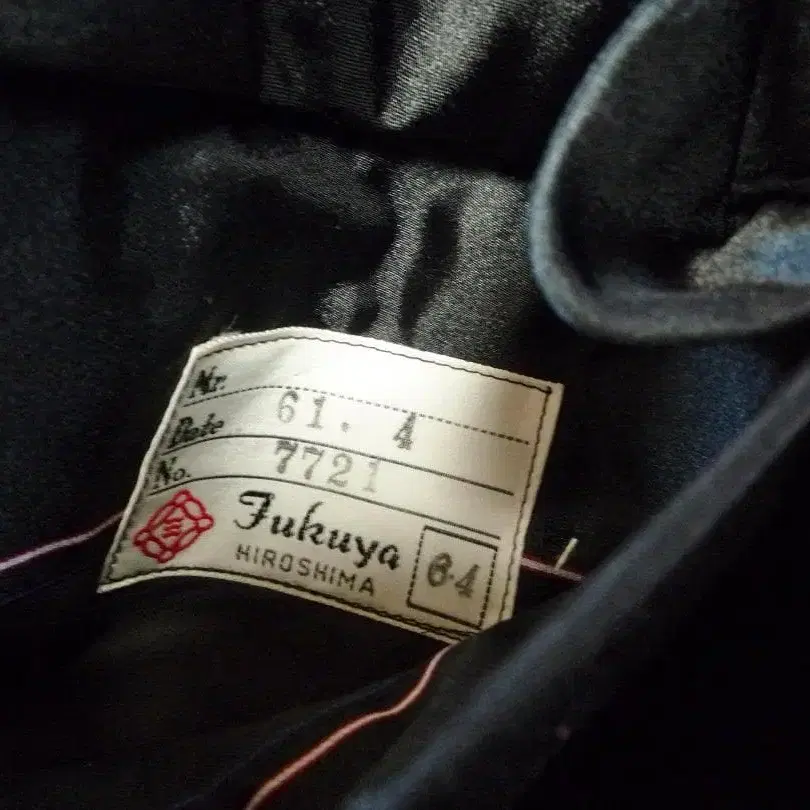 Mr.
Date 61. 4
No. 7721
Fukuya
HIROSHIMA
64